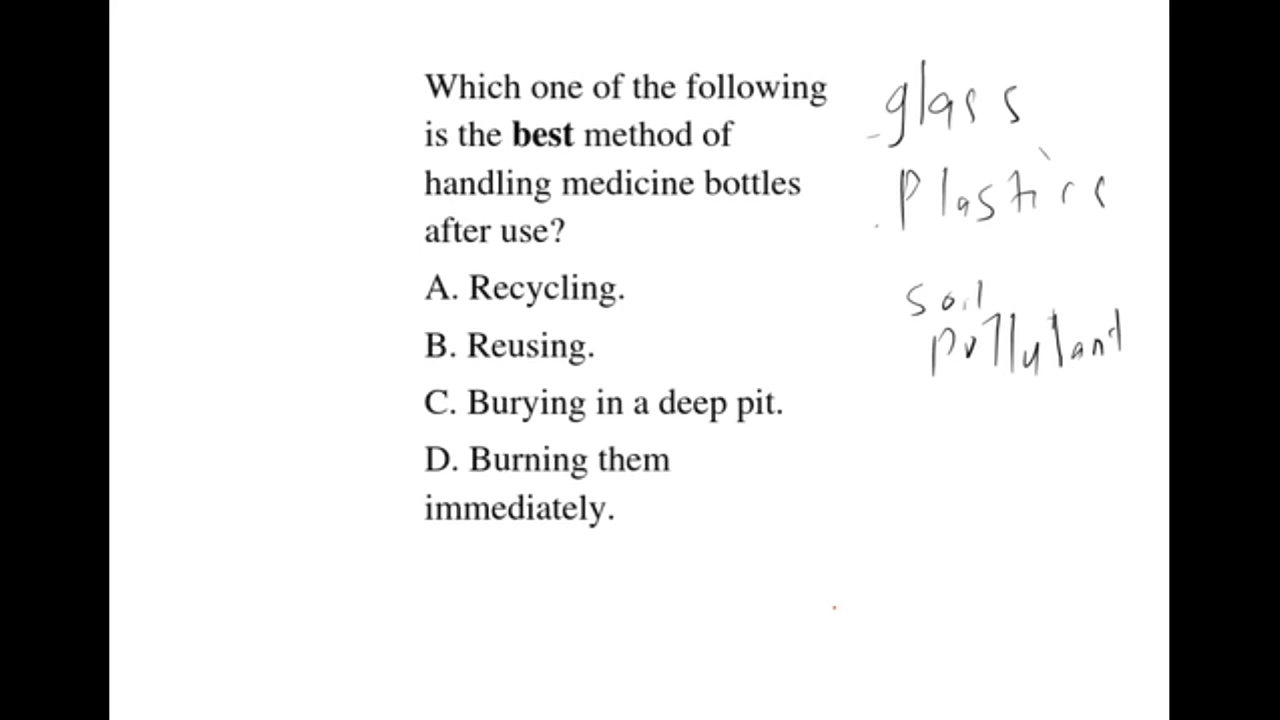 Which one of the following
is the best method of
handling medicine bottles
after use?
A. Recycling.
B. Reusing.
C. Burying in a deep pit.
D. Burning them
immediately.
glass
plastics
soil
pollutant